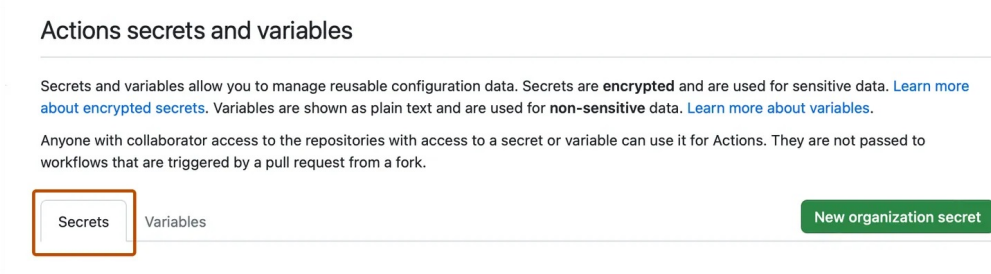 Actions secrets and variables
Secrets and variables allow you to manage reusable configuration data. Secrets are encrypted and are used for sensitive data. Learn more
about encrypted secrets. Variables are shown as plain text and are used for non-sensitive data. Learn more about variables.
Anyone with collaborator access to the repositories with access to a secret or variable can use it for Actions. They are not passed to
workflows that are triggered by a pull request from a fork.
Secrets Variables New organization secret